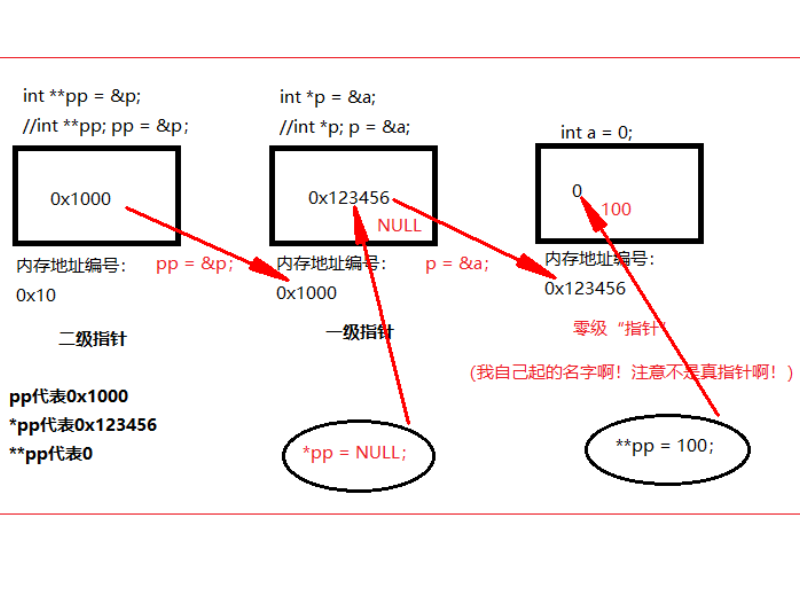 int **pp = &p;
//int **pp; pp = &p;
0x1000
内存地址编号：
0x10
二级指针
pp = &p;
int *p = &a;
//int *p; p = &a;
0x123456
NULL
内存地址编号：
0x1000
一级指针
p = &a;
int a = 0;
0
100
内存地址编号：
0x123456
零级“指针”
(我自己起的名字啊！注意不是真指针啊！)
pp代表0x1000
*pp代表0x123456
**pp代表0
*pp = NULL;
**pp = 100;